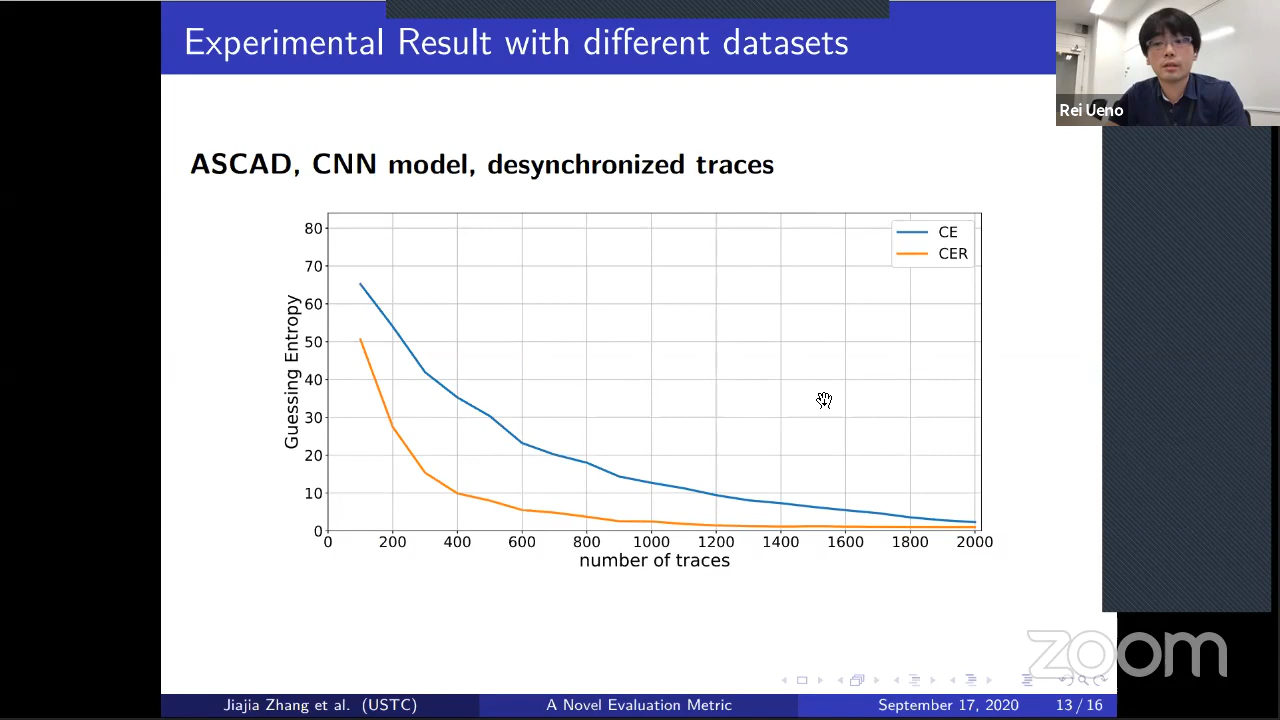 Experimental Result with different datasets
Rei Ueno
ASCAD, CNN model, desynchronized traces
80
70
60
50
40
30
20
10
0
Guessing Entropy
CE
CER
0 200 400 600 800 1000 1200 1400 1600 1800 2000
number of traces
zoom
Jiajia Zhang et al. (USTC) A Novel Evaluation Metric September 17, 2020 13 / 16